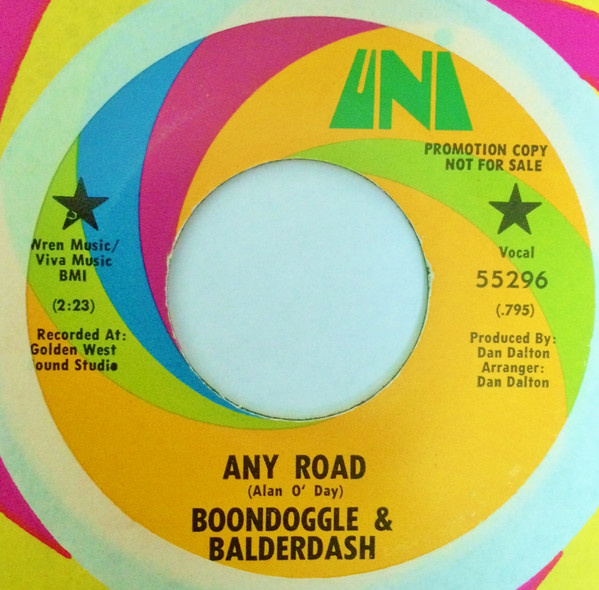 UNI
PROMOTION COPY
NOT FOR SALE
Wren Music/
Viva Music
BMI
(2:23)
Recorded At:
Golden West
ound Studio
Vocal
55296
(.795)
Produced By:
Dan Dalton
Arranger:
Dan Dalton
ANY ROAD
(Alan O' Day)
BOONDOGGLE &
BALDERDASH